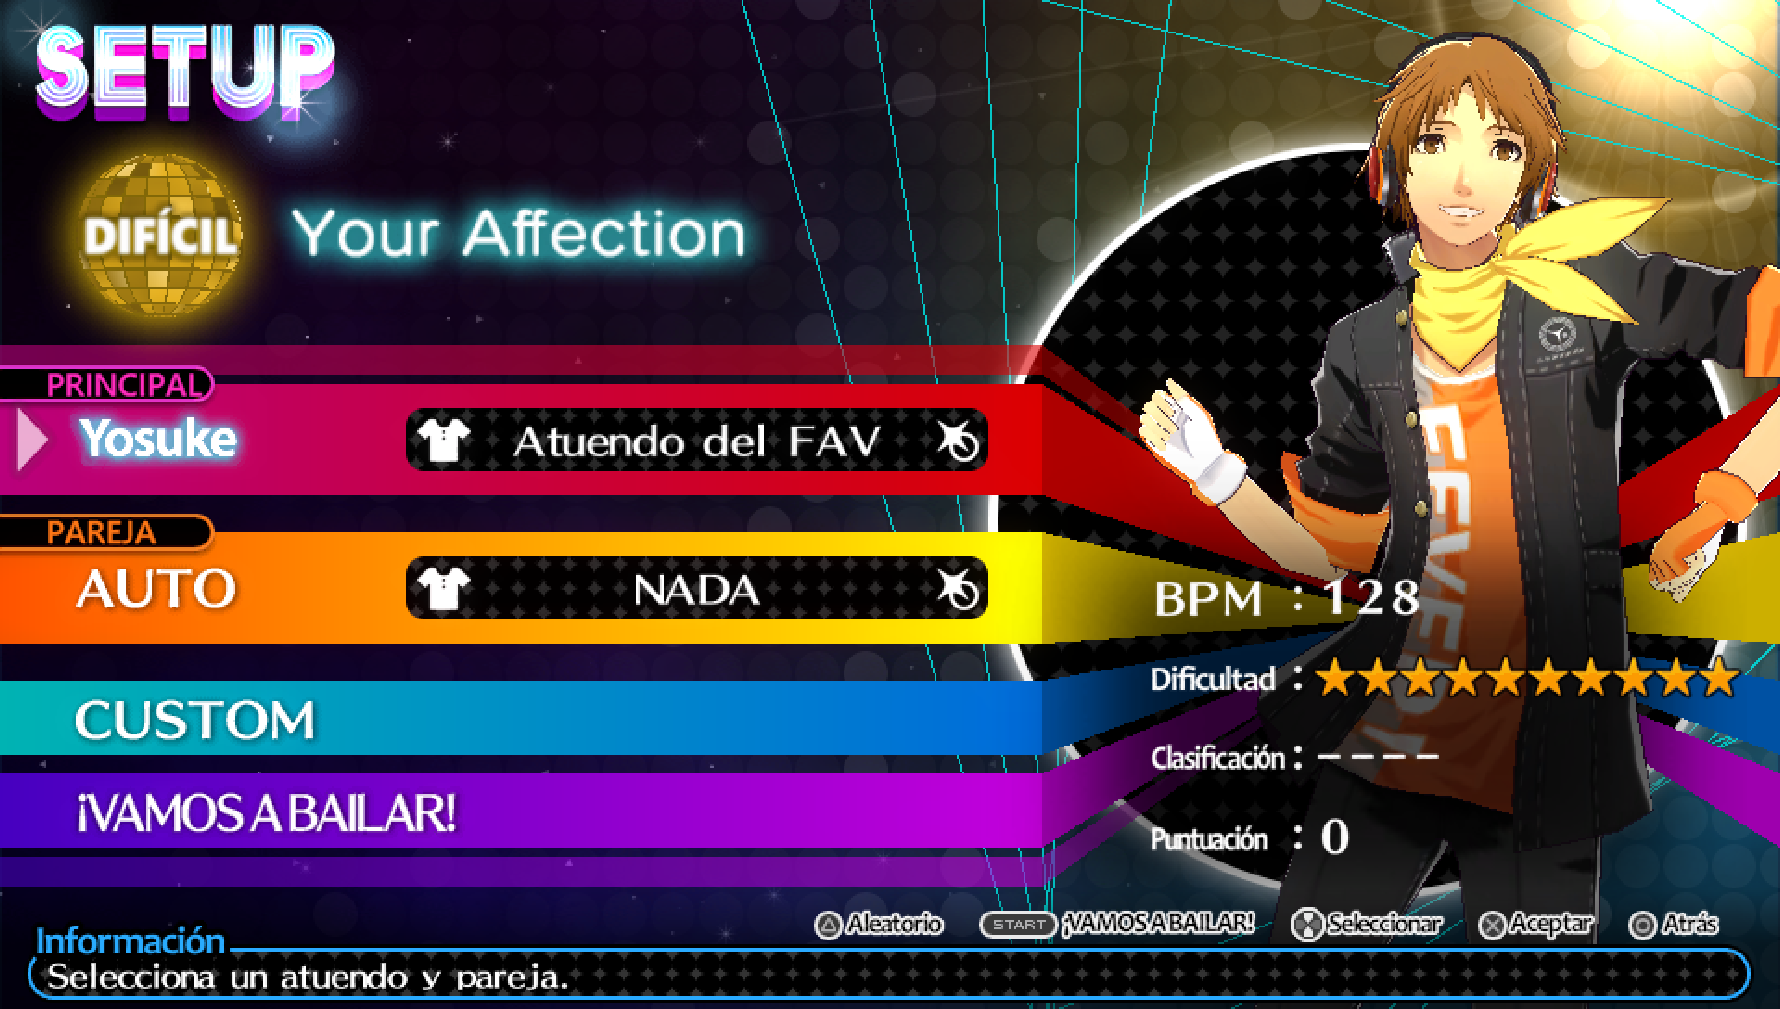 SETUP
DIFÍCIL
Your Affection
PRINCIPAL
Yosuke
Atuendo del FAV
PAREJA
AUTO
NADA
CUSTOM
¡VAMOS A BAILAR!
BPM : 128
Dificultad : ★★★★★★★★★★
Clasificación : ----
Puntuación : 0
Aleatorio
START ¡VAMOS A BAILAR!
Seleccionar
Aceptar
Atrás
Información
Selecciona un atuendo y pareja.